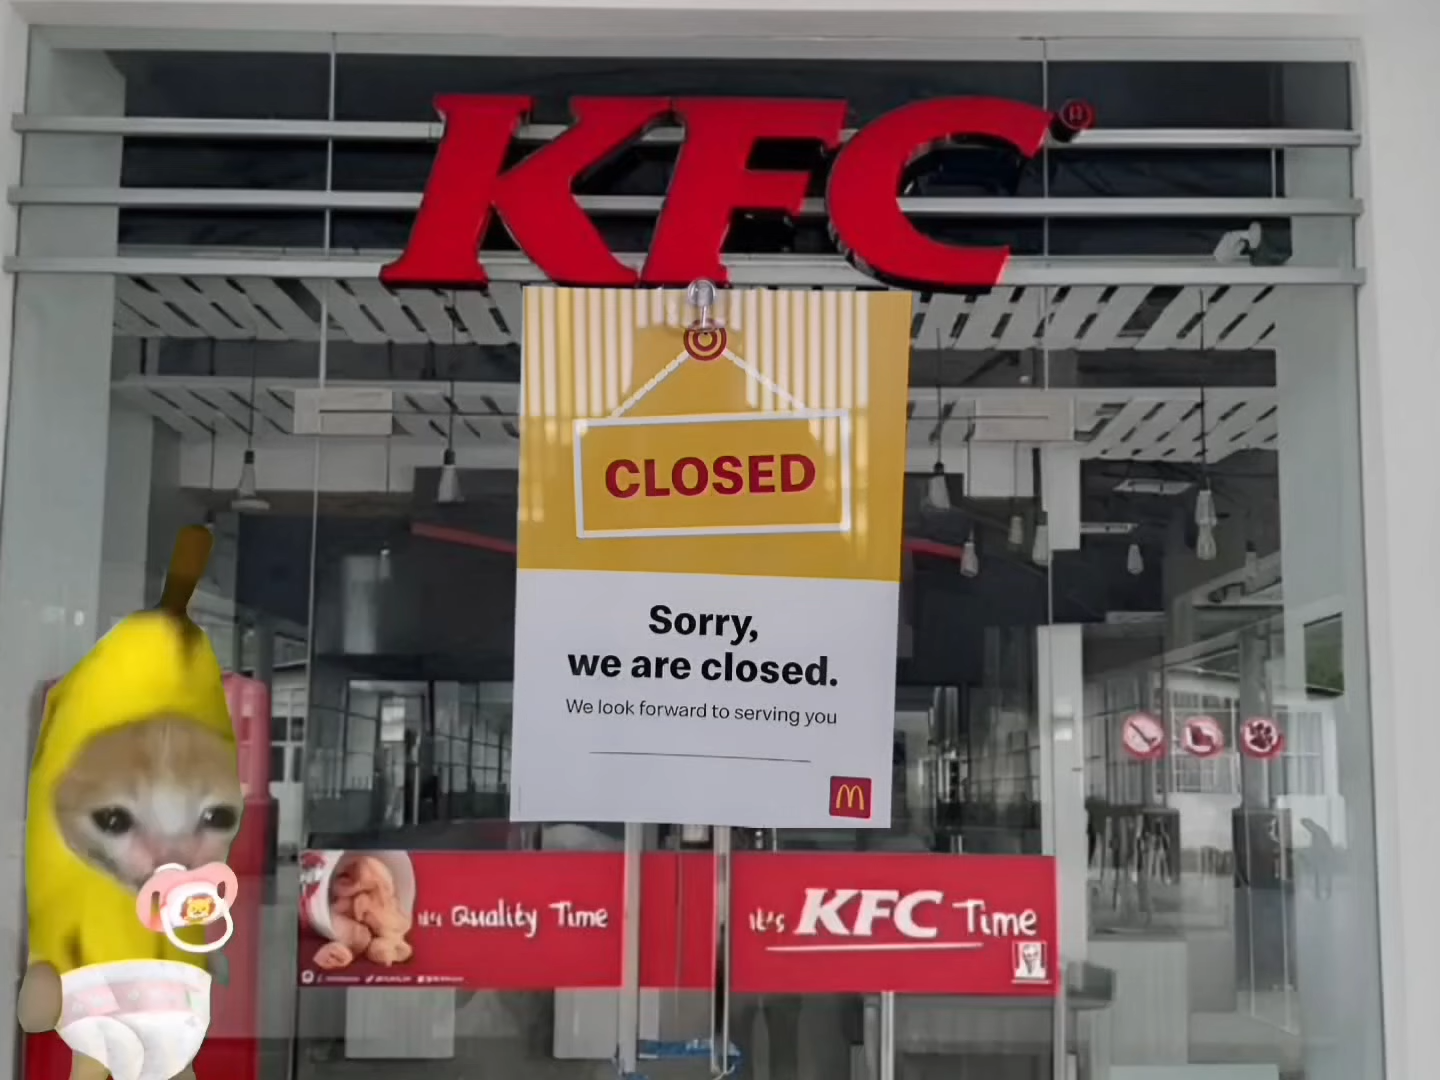 KFC
CLOSED
Sorry,
we are closed.
We look forward to serving you
it's Quality Time
it's KFC Time